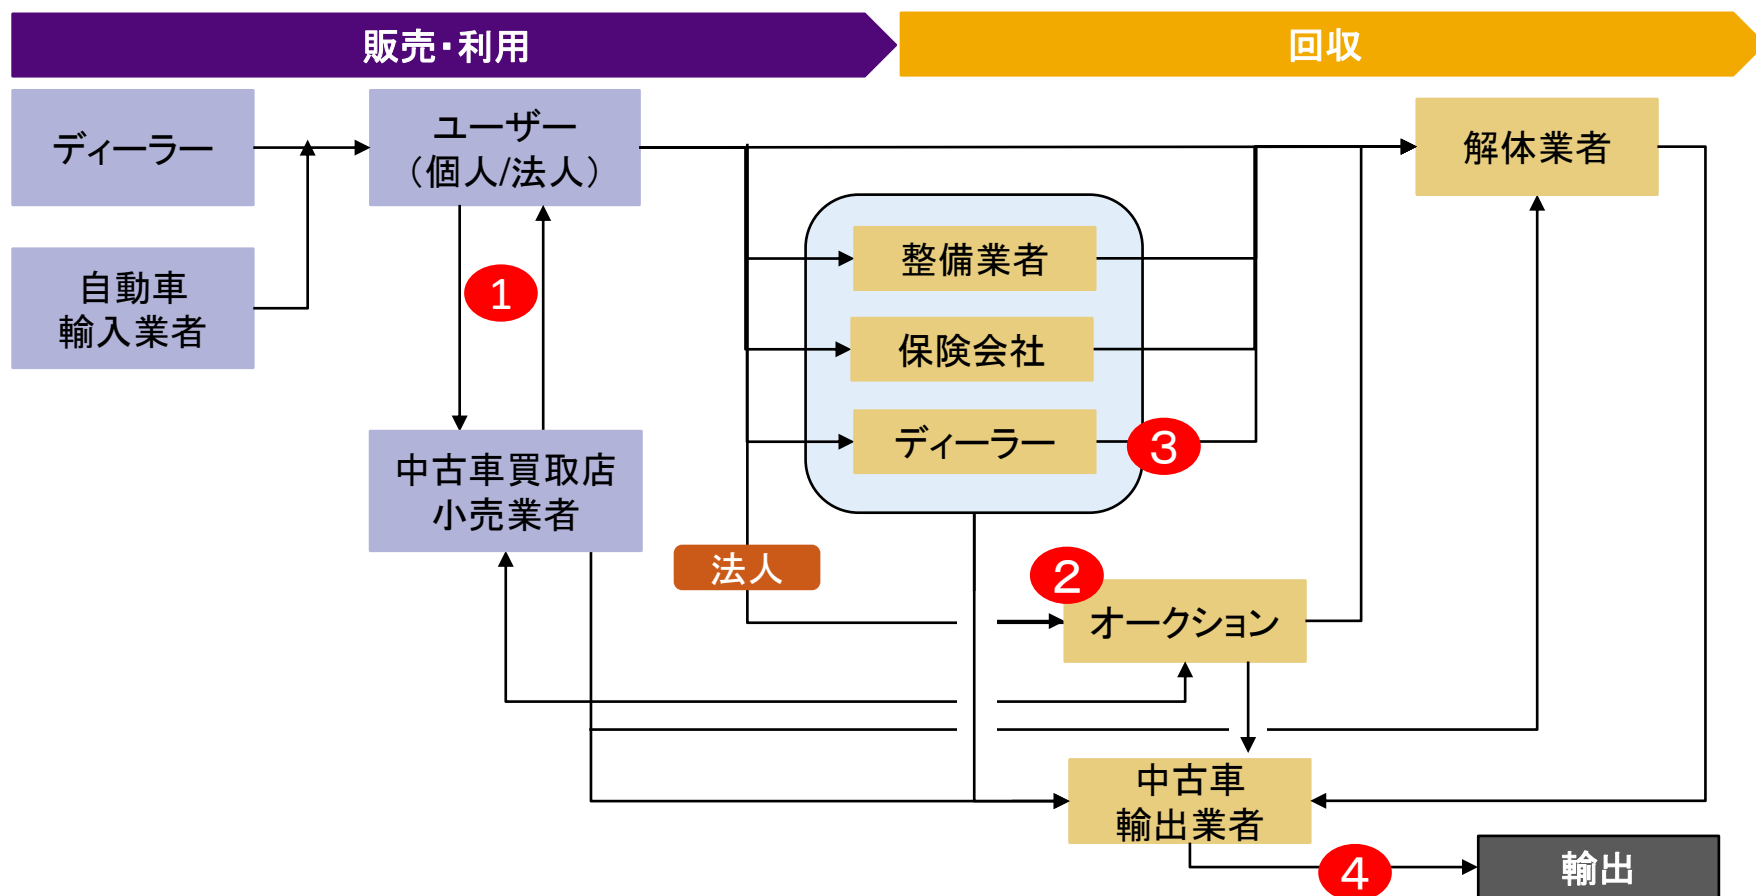 販売・利用
回収
ディーラー
ユーザー
（個人/法人）
解体業者
自動車
輸入業者
1
整備業者
保険会社
ディーラー
3
中古車買取店
小売業者
法人
2
オークション
中古車
輸出業者
4
輸出